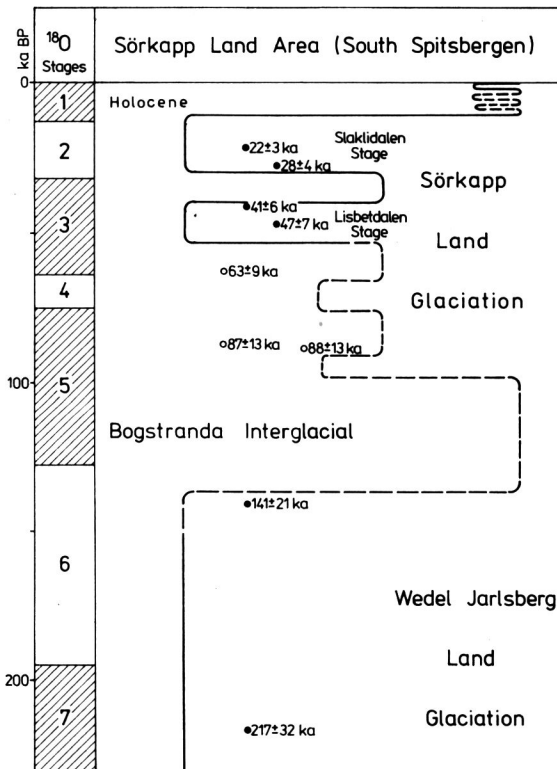 ka BP
18O
Stages
Sörkapp Land Area (South Spitsbergen)
0
1
Holocene
2
22±3 ka
Slaklidalen
Stage
28±4 ka
Sörkapp
3
41±6 ka
47±7 ka
Lisbetdalen
Stage
Land
63±9 ka
4
Glaciation
87±13 ka
88±13 ka
100
5
Bogstranda Interglacial
141±21 ka
6
Wedel Jarlsberg
Land
200
7
217±32 ka
Glaciation